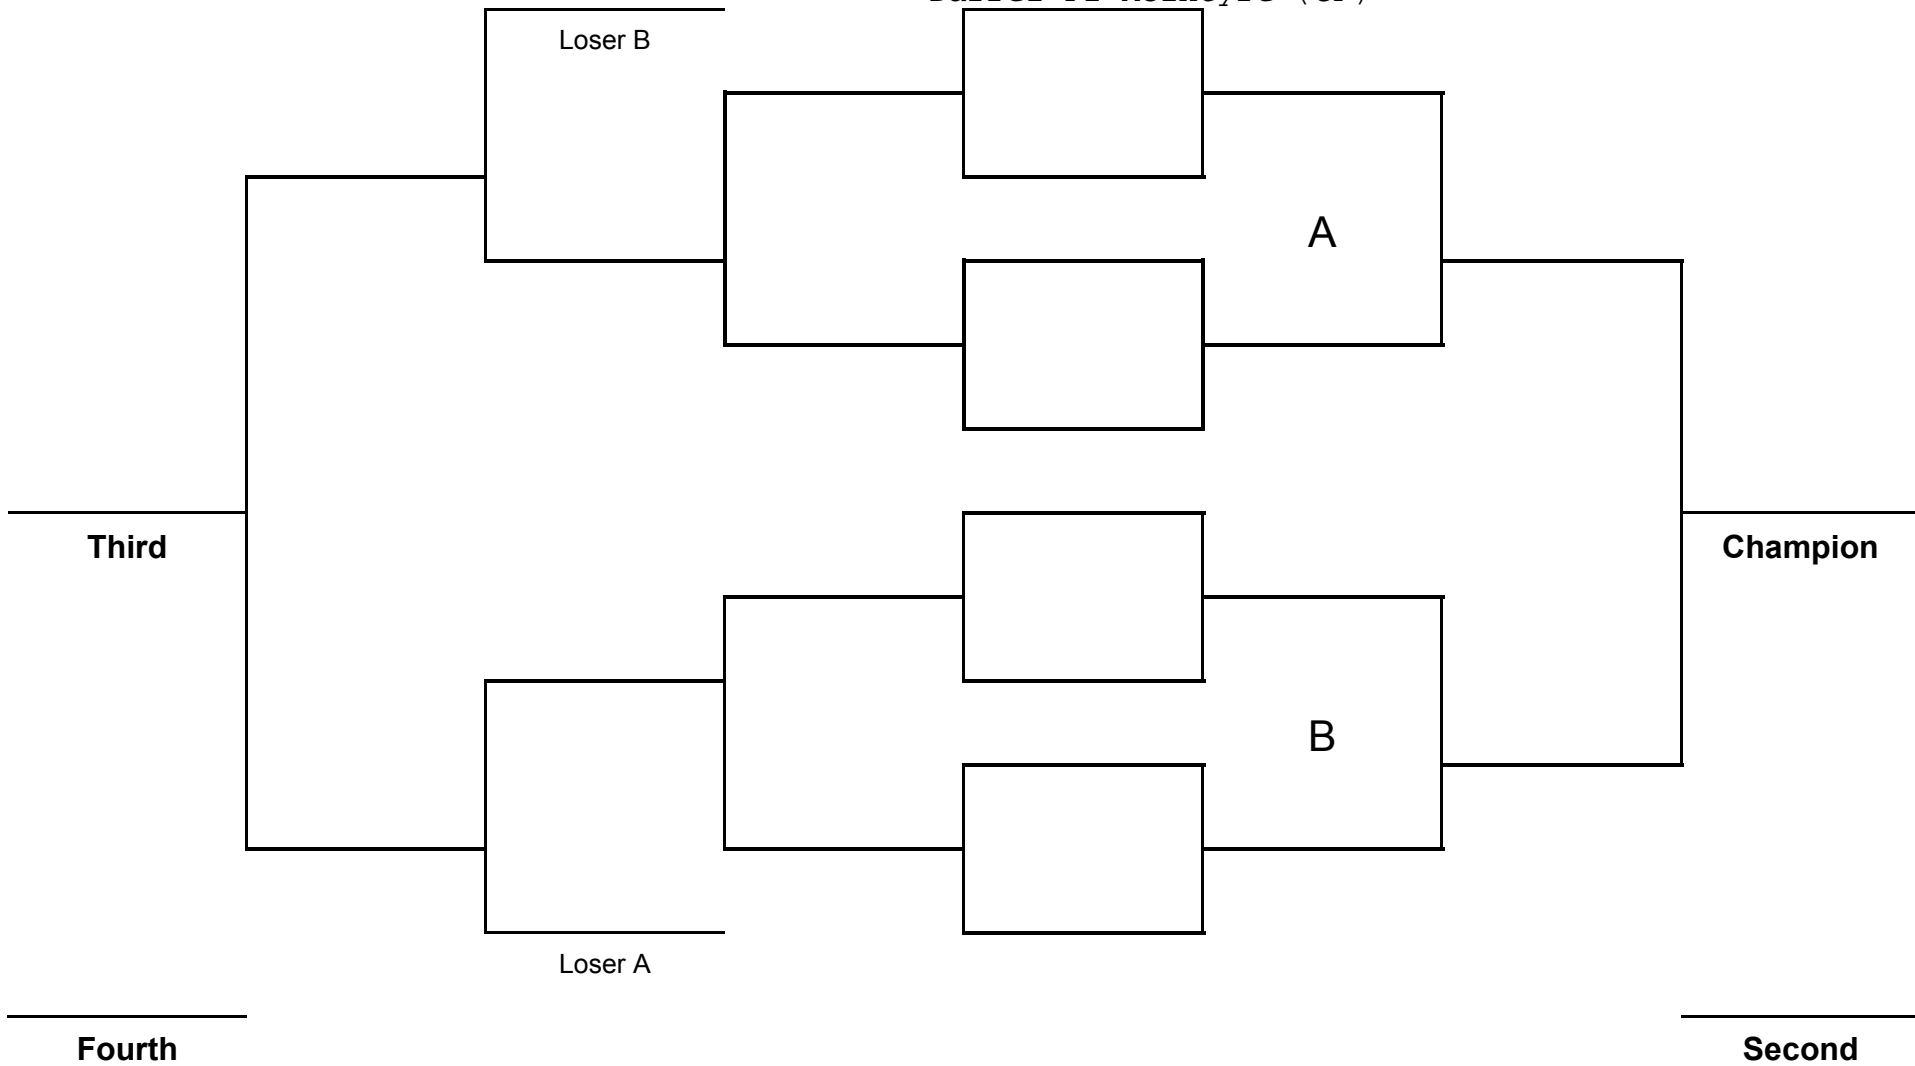 Loser B
A
Third
Champion
B
Loser A
Fourth
Second